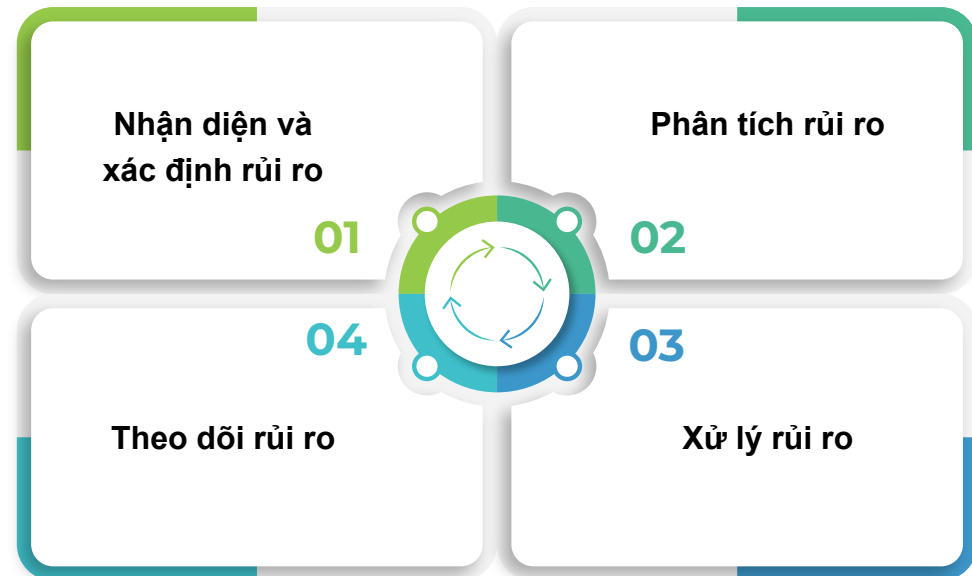 Nhận diện và
xác định rủi ro
01
Phân tích rủi ro
02
04
Theo dõi rủi ro
03
Xử lý rủi ro